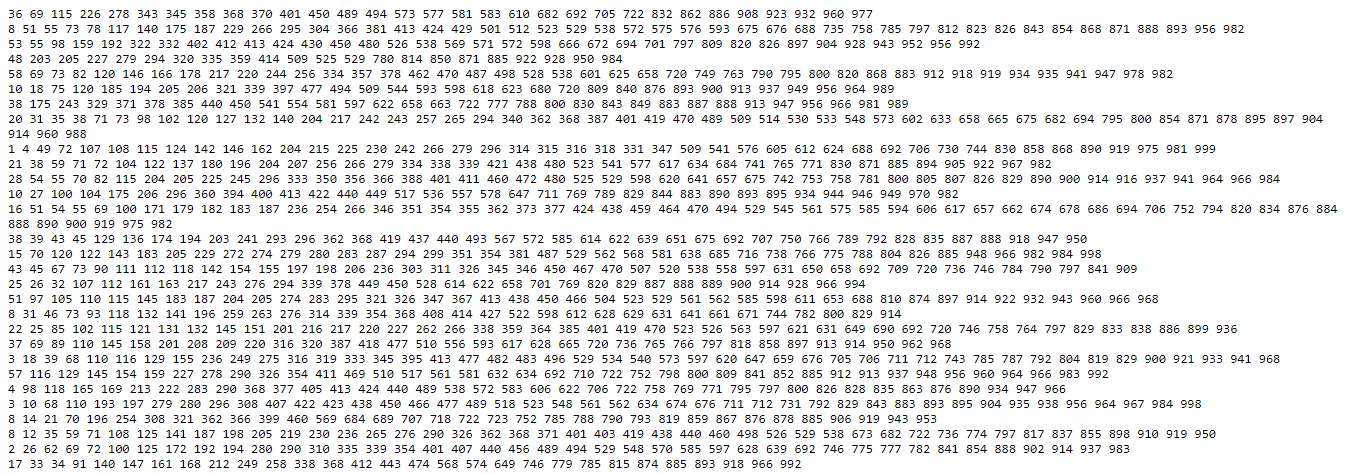 36 69 115 226 278 343 345 358 368 370 401 450 489 494 573 577 581 583 610 682 692 705 722 832 862 886 908 923 932 960 977
8 51 55 73 78 117 140 175 187 229 266 295 304 366 381 413 424 429 501 512 523 529 538 572 575 576 593 675 676 688 735 758 785 797 812 823 826 843 854 868 871 888 893 956 982
53 55 98 159 192 322 332 402 412 413 424 430 450 480 526 538 569 571 572 598 666 672 694 701 797 809 820 826 897 904 928 943 952 956 992
48 203 205 227 279 294 320 335 359 414 509 525 529 780 814 850 871 885 922 928 950 984
58 69 73 82 120 146 166 178 217 220 244 256 334 357 378 462 470 487 498 528 538 601 625 658 720 749 763 790 795 800 820 868 883 912 918 919 934 935 941 947 978 982
10 18 75 120 185 194 205 206 321 339 397 477 494 509 544 593 598 618 623 680 720 809 840 876 893 900 913 937 949 956 964 989
38 175 243 329 371 378 385 440 450 541 554 581 597 622 658 663 722 777 788 800 830 843 849 883 887 888 913 947 956 966 981 989
20 31 35 38 71 73 98 102 120 127 132 140 204 217 242 243 257 265 294 340 362 368 387 401 419 470 489 509 514 530 533 548 573 602 633 658 665 675 682 694 795 800 854 871 878 895 897 904
914 960 988
1 4 49 72 107 108 115 124 142 146 162 204 215 225 230 242 266 279 296 314 315 316 318 331 347 509 541 576 605 612 624 688 692 706 730 744 830 858 868 890 919 975 981 999
21 38 59 71 72 104 122 137 180 196 204 207 256 266 279 334 338 339 421 438 480 523 541 577 617 634 684 741 765 771 830 871 885 894 905 922 967 982
28 54 55 70 82 115 204 205 225 245 296 333 350 356 366 388 401 411 460 472 480 525 529 598 620 641 657 675 742 753 758 781 800 805 807 826 829 890 900 914 916 937 941 964 966 984
10 27 100 104 175 206 296 360 394 400 413 422 440 449 517 536 557 578 647 711 769 789 829 844 883 890 893 895 934 944 946 949 970 982
16 51 54 55 69 100 171 179 182 183 187 236 254 266 346 351 354 355 362 373 377 424 438 459 464 470 494 529 545 561 575 585 594 606 617 657 662 674 678 686 694 706 752 794 820 834 876 884
888 890 900 919 975 982
38 39 43 45 129 136 174 194 203 241 293 296 362 368 419 437 440 493 567 572 585 614 622 639 651 675 692 707 750 766 789 792 828 835 887 888 918 947 950
15 70 120 122 143 183 205 229 272 274 279 280 283 287 294 299 351 354 381 487 529 562 568 581 638 685 716 738 766 775 788 804 826 885 948 966 982 984 998
43 45 67 73 90 111 112 118 142 154 155 197 198 206 236 303 311 326 345 346 450 467 470 507 520 538 558 597 631 650 658 692 709 720 736 746 784 790 797 841 909
25 26 32 107 112 161 163 217 243 276 294 339 378 449 450 528 614 622 658 701 769 820 829 887 888 889 900 914 928 966 994
51 97 105 110 115 145 183 187 204 205 274 283 295 321 326 347 367 413 438 450 466 504 523 529 561 562 585 598 611 653 688 810 874 897 914 922 932 943 960 966 968
8 31 46 73 93 118 132 141 196 259 263 276 314 339 354 368 408 414 427 522 598 612 628 629 631 641 661 671 744 782 800 829 914
22 25 85 102 115 121 131 132 145 151 201 216 217 220 227 262 266 338 359 364 385 401 419 470 523 526 563 597 621 631 649 690 692 720 746 758 764 797 829 833 838 886 899 936
37 69 89 110 145 158 201 208 209 220 316 320 387 418 477 510 556 593 617 628 665 720 736 765 766 797 818 858 897 913 914 950 962 968
3 18 39 68 110 116 129 155 236 249 275 316 319 333 345 395 413 477 482 483 496 529 534 540 573 597 620 647 659 676 705 706 711 712 743 785 787 792 804 819 829 900 921 933 941 968
57 116 129 145 154 159 227 278 290 326 354 411 469 510 517 561 581 632 634 692 710 722 752 798 800 809 841 852 885 912 913 937 948 956 960 964 966 983 992
4 98 118 165 169 213 222 283 290 368 377 405 413 424 440 489 538 572 583 606 622 706 722 758 769 771 795 797 800 826 828 835 863 876 890 934 947 966
3 10 68 110 193 197 279 280 296 308 407 422 423 438 450 466 477 489 518 523 548 561 562 634 674 676 711 712 731 792 829 843 883 893 895 904 935 938 956 964 967 984 998
8 14 21 70 196 254 308 321 362 366 399 460 569 684 689 707 718 722 723 752 785 788 790 793 819 859 867 876 878 885 906 919 943 953
8 12 35 59 71 108 125 141 187 198 205 219 230 236 265 276 290 326 362 368 371 401 403 419 438 440 460 498 526 529 538 673 682 722 736 774 797 817 837 855 898 910 919 950
2 26 62 69 72 100 125 172 192 194 280 290 310 335 339 354 401 407 440 456 489 494 529 548 570 585 597 628 639 692 746 775 777 782 841 854 888 902 914 937 983
17 33 34 91 140 147 161 168 212 249 258 338 368 412 443 474 568 574 649 746 779 785 815 874 885 893 918 966 992